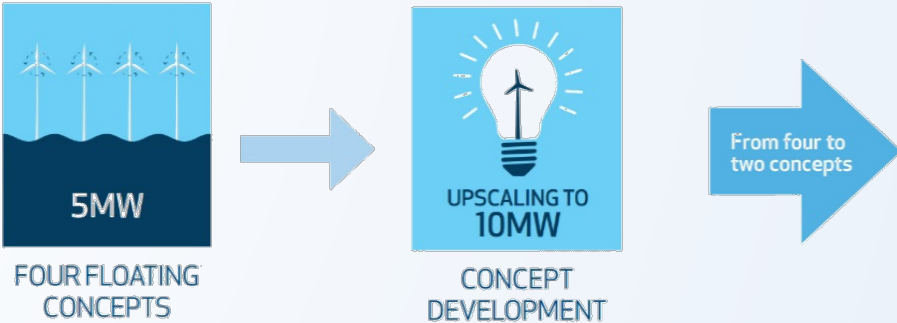 5MW
FOUR FLOATING
CONCEPTS
UPSCALING TO
10MW
CONCEPT
DEVELOPMENT
From four to
two concepts